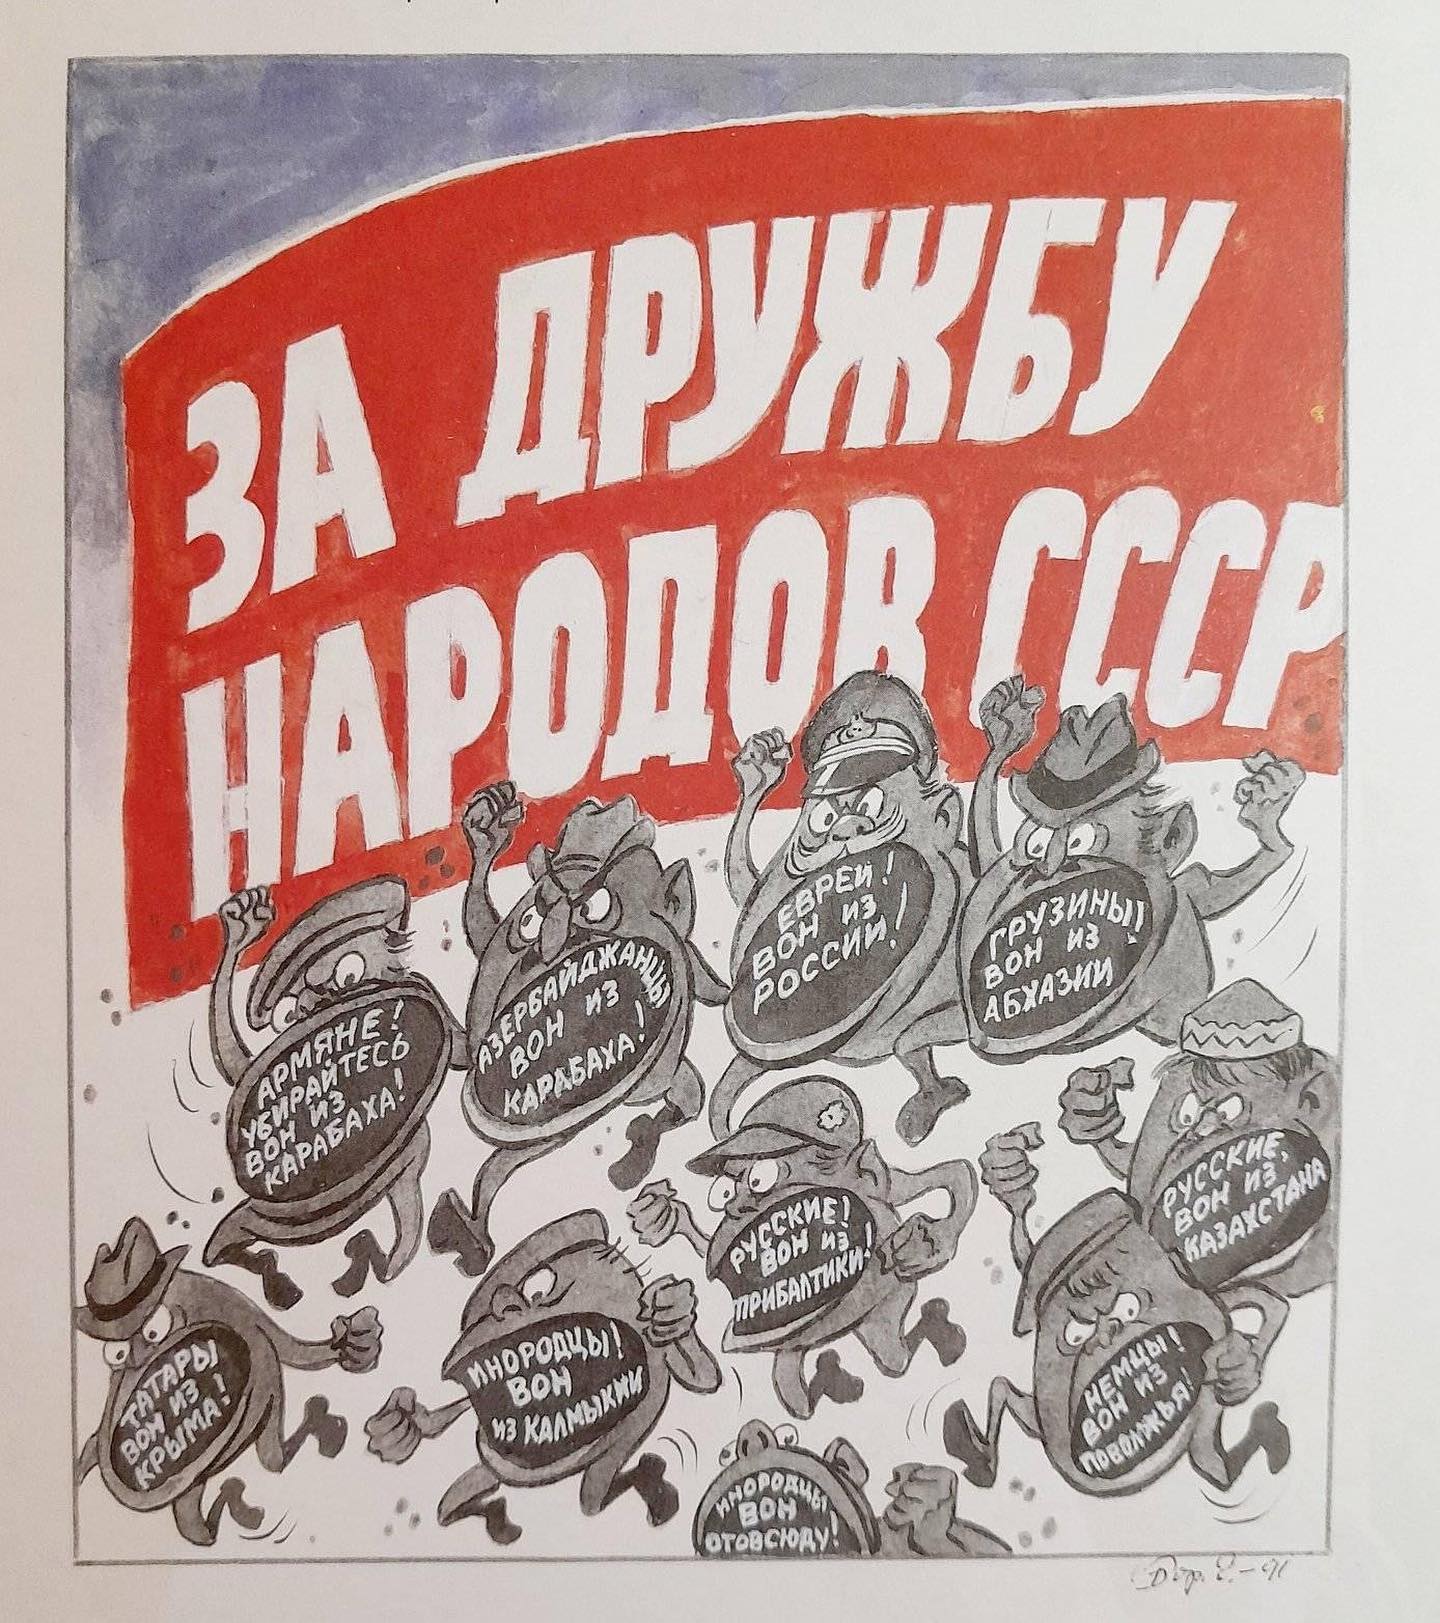 ЗА ДРУЖБУ
НАРОДОВ СССР
АРМЯНЕ!
УБИРАЙТЕСЬ
ВОН ИЗ
КАРАБАХА!
АЗЕРБАЙДЖАНЦЫ
ВОН ИЗ
КАРАБАХА!
ЕВРЕИ!
ВОН ИЗ
РОССИИ!
ГРУЗИНЫ!
ВОН ИЗ
АБХАЗИИ
РУССКИЕ,
ВОН ИЗ
КАЗАХСТАНА
РУССКИЕ!
ВОН ИЗ
ПРИБАЛТИКИ!
ТАТАРЫ
ВОН ИЗ
КРЫМА!
ИНОРОДЦЫ!
ВОН
ИЗ КАЛМЫКИИ
НЕМЦЫ!
ВОН ИЗ
ПОВОЛЖЬЯ!
ИНОРОДЦЫ
ВОН
ОТОВСЮДУ!
-91